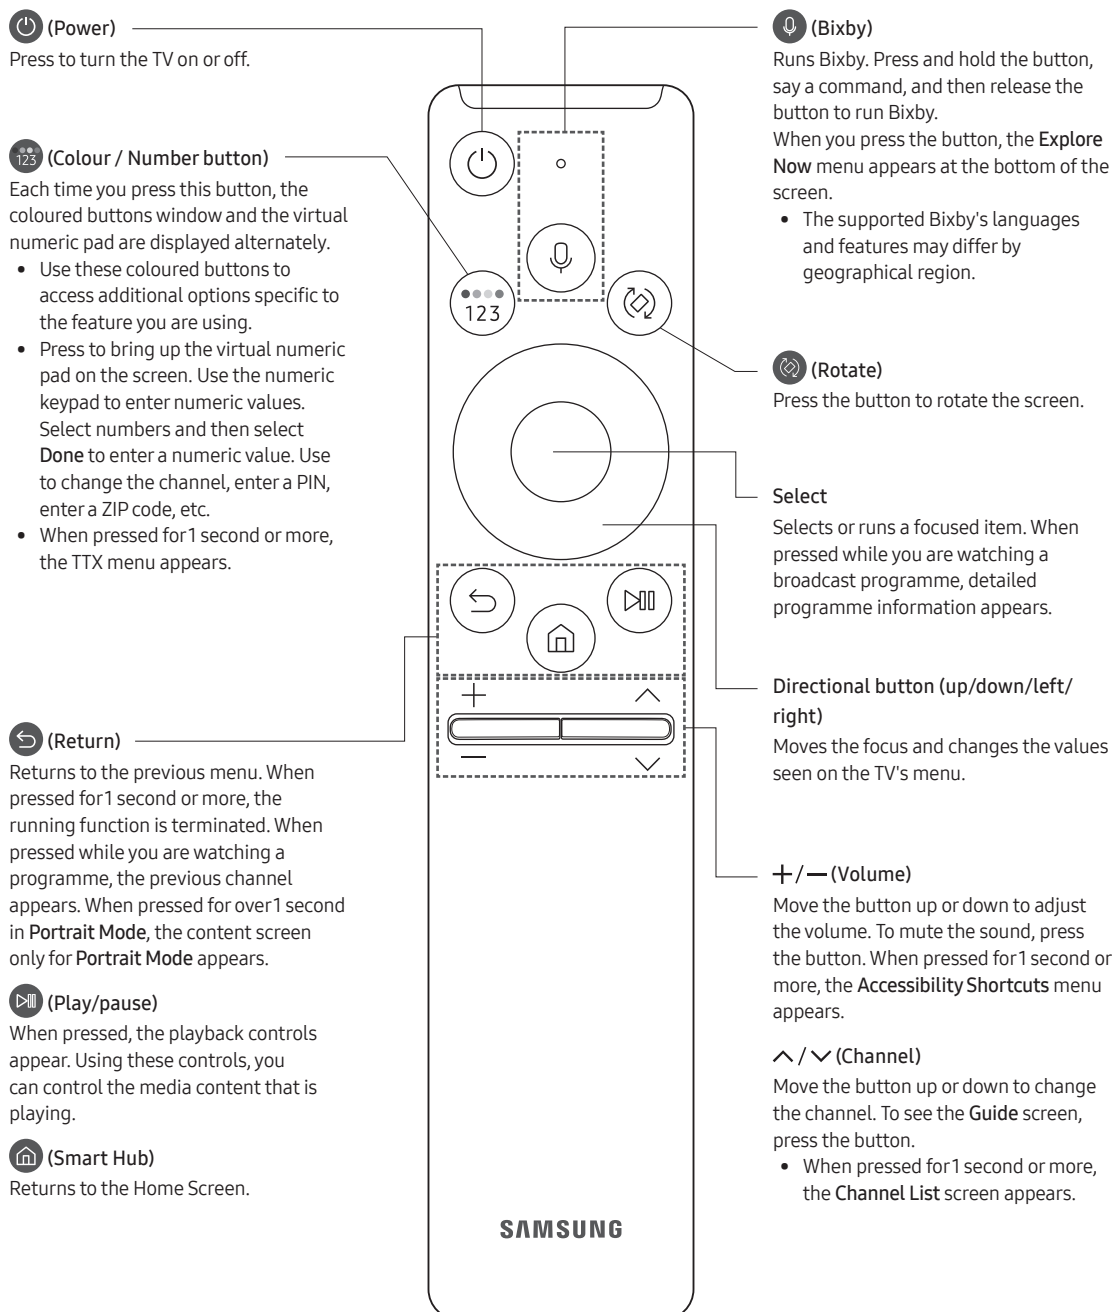 (Power)
Press to turn the TV on or off.
123 (Colour / Number button)
Each time you press this button, the
coloured buttons window and the virtual
numeric pad are displayed alternately.
• Use these coloured buttons to
access additional options specific to
the feature you are using.
• Press to bring up the virtual numeric
pad on the screen. Use the numeric
keypad to enter numeric values.
Select numbers and then select
Done to enter a numeric value. Use
to change the channel, enter a PIN,
enter a ZIP code, etc.
• When pressed for 1 second or more,
the TTX menu appears.
(Return)
Returns to the previous menu. When
pressed for 1 second or more, the
running function is terminated. When
pressed while you are watching a
programme, the previous channel
appears. When pressed for over 1 second
in Portrait Mode, the content screen
only for Portrait Mode appears.
(Play/pause)
When pressed, the playback controls
appear. Using these controls, you
can control the media content that is
playing.
(Smart Hub)
Returns to the Home Screen.
123
+
—
SAMSUNG
(Bixby)
Runs Bixby. Press and hold the button,
say a command, and then release the
button to run Bixby.
When you press the button, the Explore
Now menu appears at the bottom of the
screen.
• The supported Bixby's languages
and features may differ by
geographical region.
(Rotate)
Press the button to rotate the screen.
Select
Selects or runs a focused item. When
pressed while you are watching a
broadcast programme, detailed
programme information appears.
Directional button (up/down/left/
right)
Moves the focus and changes the values
seen on the TV's menu.
+/— (Volume)
Move the button up or down to adjust
the volume. To mute the sound, press
the button. When pressed for 1 second or
more, the Accessibility Shortcuts menu
appears.
∧/∨ (Channel)
Move the button up or down to change
the channel. To see the Guide screen,
press the button.
• When pressed for 1 second or more,
the Channel List screen appears.